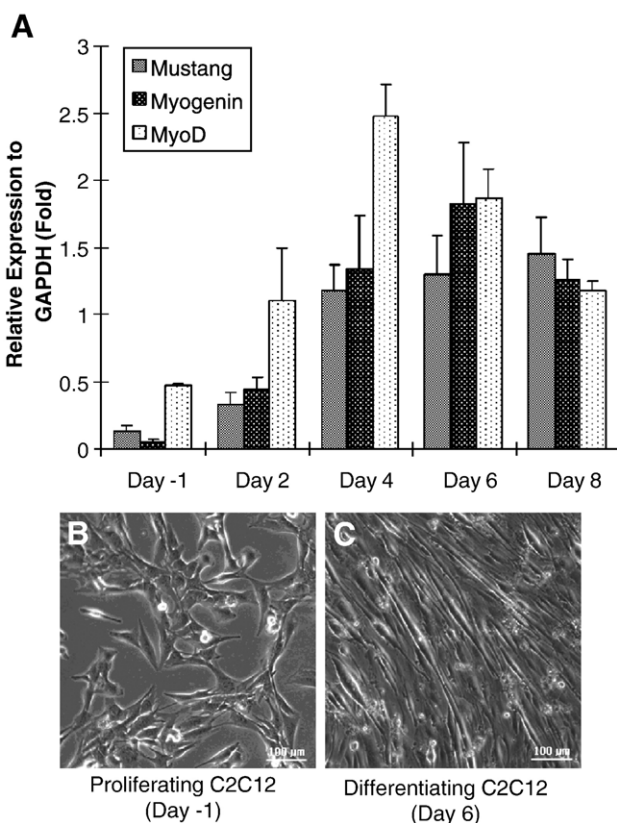 A
Relative Expression to
GAPDH (Fold)
3
2.5
2
1.5
1
0.5
0
Mustang
Myogenin
MyoD
Day -1 Day 2 Day 4 Day 6 Day 8
B
100 µm
C
100 µm
Proliferating C2C12
(Day -1)
Differentiating C2C12
(Day 6)